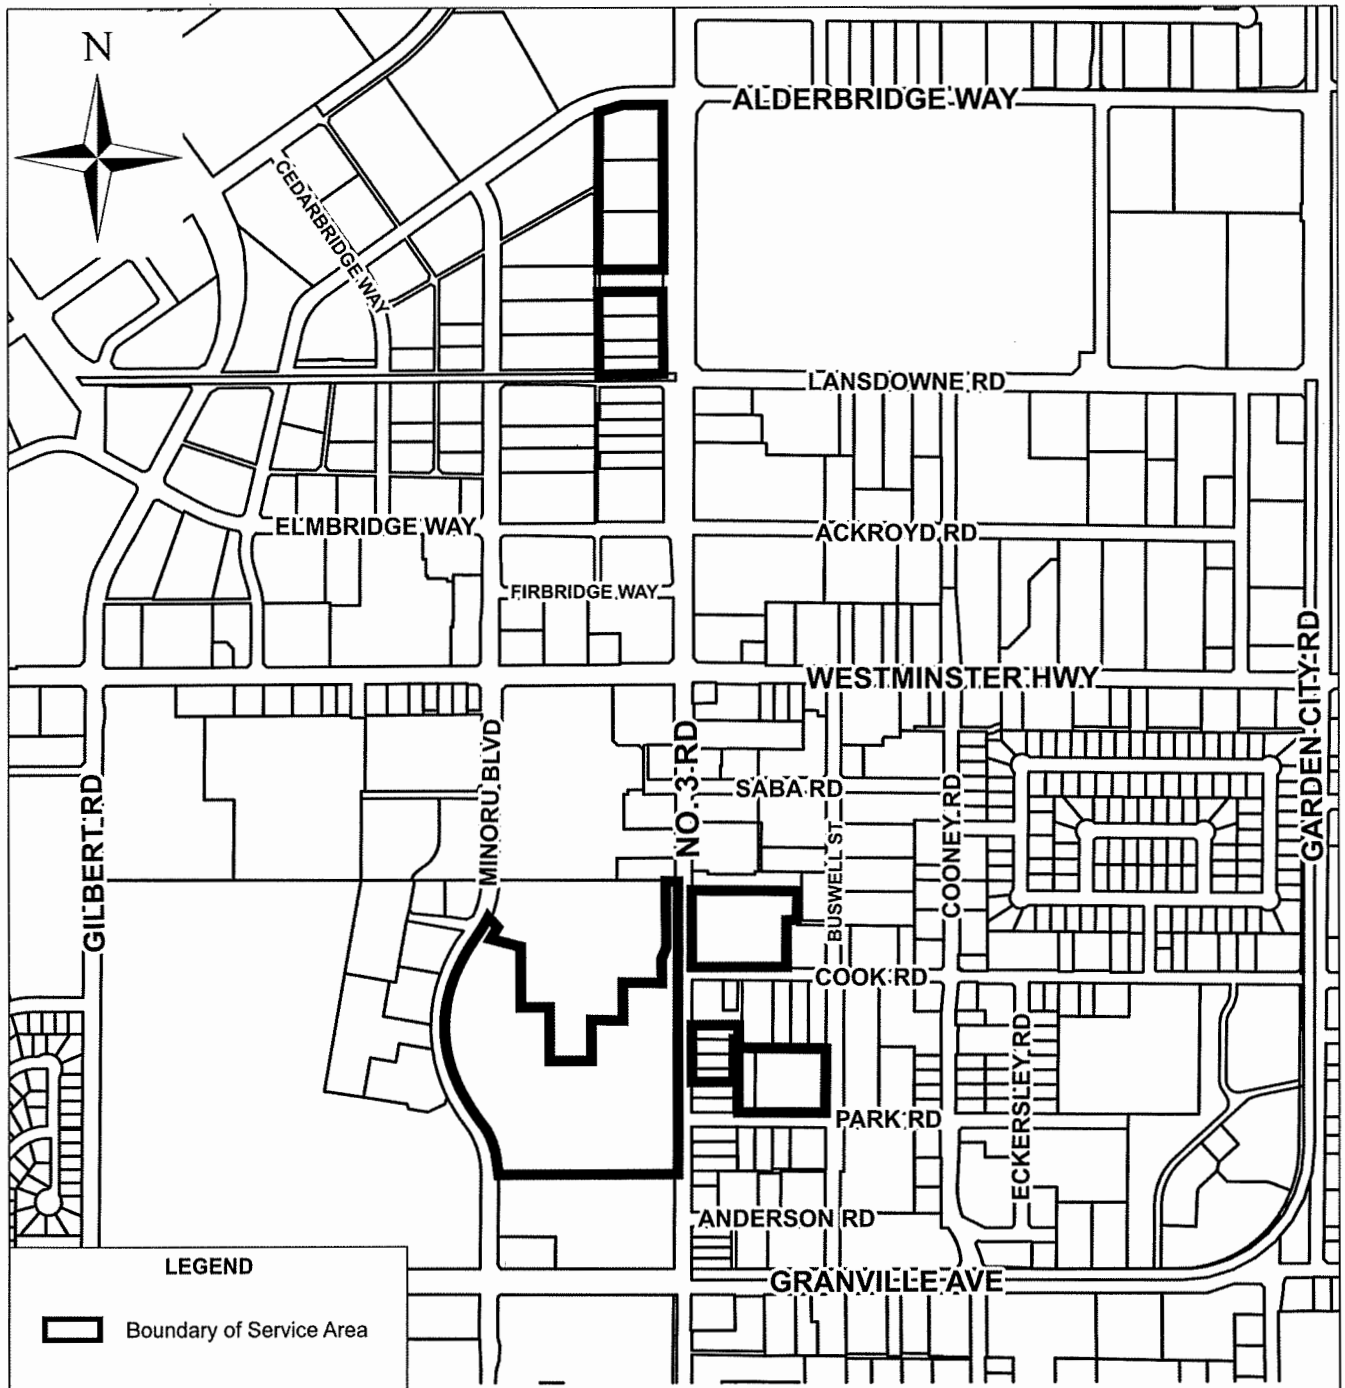 N
ALDERBRIDGE WAY
CEDARBRIDGE WAY
LANSDOWNE RD
ELMBRIDGE WAY
ACKROYD RD
FIRBRIDGE WAY
WESTMINSTER HWY
GARDEN CITY RD
MINORU BLVD
NO. 3 RD
SABA RD
GILBERT RD
BUSWELL ST
COONEY RD
COOK RD
ECKERSLEY RD
PARK RD
ANDERSON RD
GRANVILLE AVE
LEGEND
Boundary of Service Area